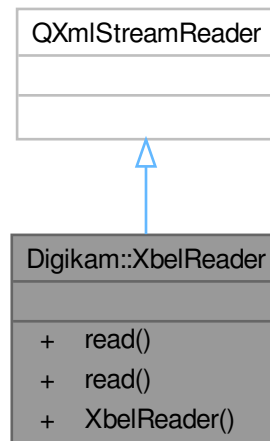 QXmlStreamReader
Digikam::XbelReader
+ read()
+ read()
+ XbelReader()